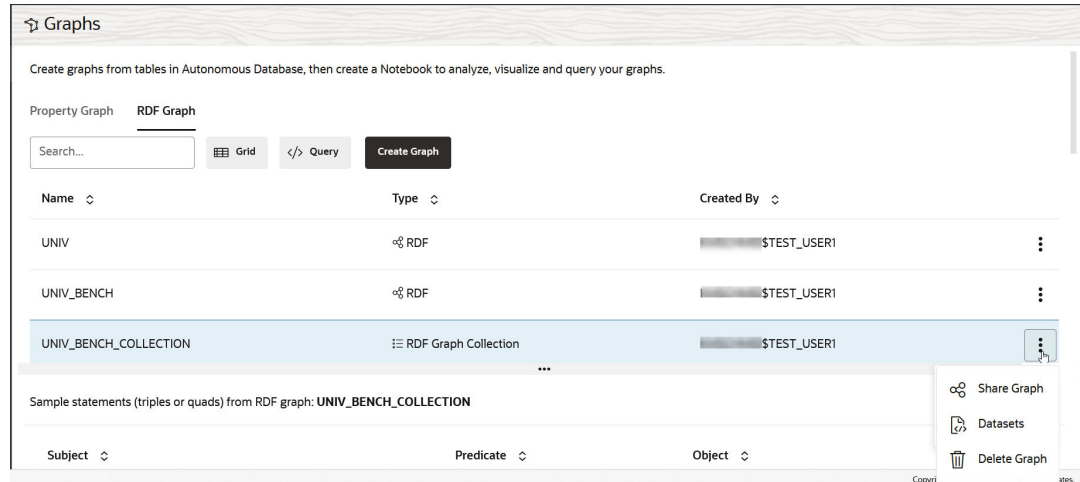 Graphs
Create graphs from tables in Autonomous Database, then create a Notebook to analyze, visualize and query your graphs.
Property Graph RDF Graph
Search... Grid </> Query Create Graph
Name Type Created By
UNIV RDF $TEST_USER1
UNIV_BENCH RDF $TEST_USER1
UNIV_BENCH_COLLECTION RDF Graph Collection $TEST_USER1
Share Graph
Sample statements (triples or quads) from RDF graph: UNIV_BENCH_COLLECTION
Datasets
Subject Predicate Object
Delete Graph